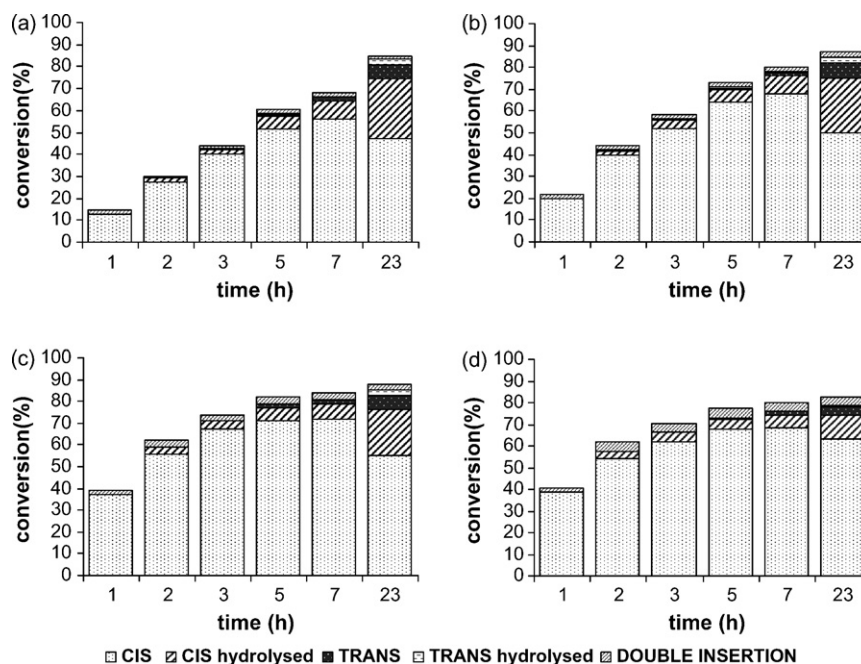 (a)
100
90
80
70
60
50
40
30
20
10
0
conversion(%)
1 2 3 5 7 23
time (h)
(b)
100
90
80
70
60
50
40
30
20
10
0
conversion(%)
1 2 3 5 7 23
time (h)
(c)
100
90
80
70
60
50
40
30
20
10
0
conversion(%)
1 2 3 5 7 23
time (h)
(d)
100
90
80
70
60
50
40
30
20
10
0
conversion(%)
1 2 3 5 7 23
time (h)
CIS CIS hydrolysed TRANS TRANS hydrolysed DOUBLE INSERTION